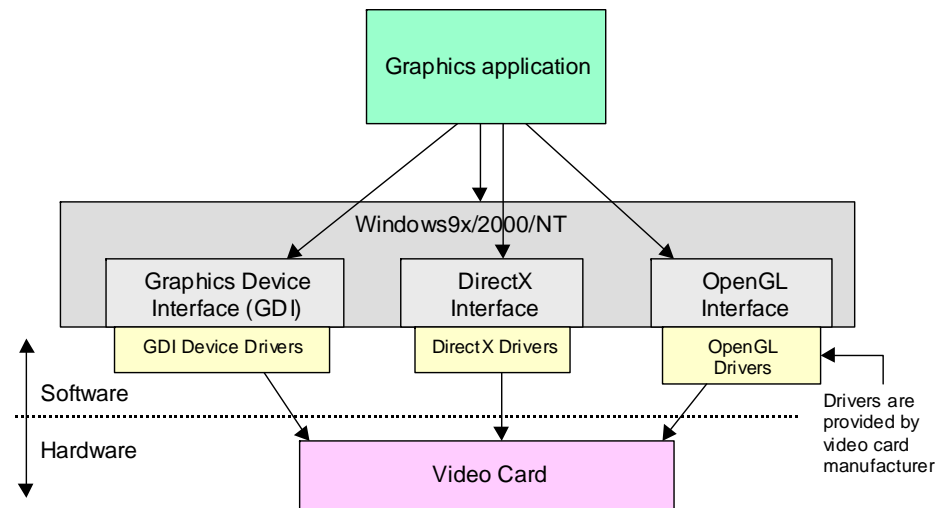 Graphics application
Windows9x/2000/NT
Graphics Device
Interface (GDI)
DirectX
Interface
OpenGL
Interface
GDI Device Drivers
DirectX Drivers
OpenGL
Drivers
Software
Hardware
Drivers are
provided by
video card
manufacturer
Video Card